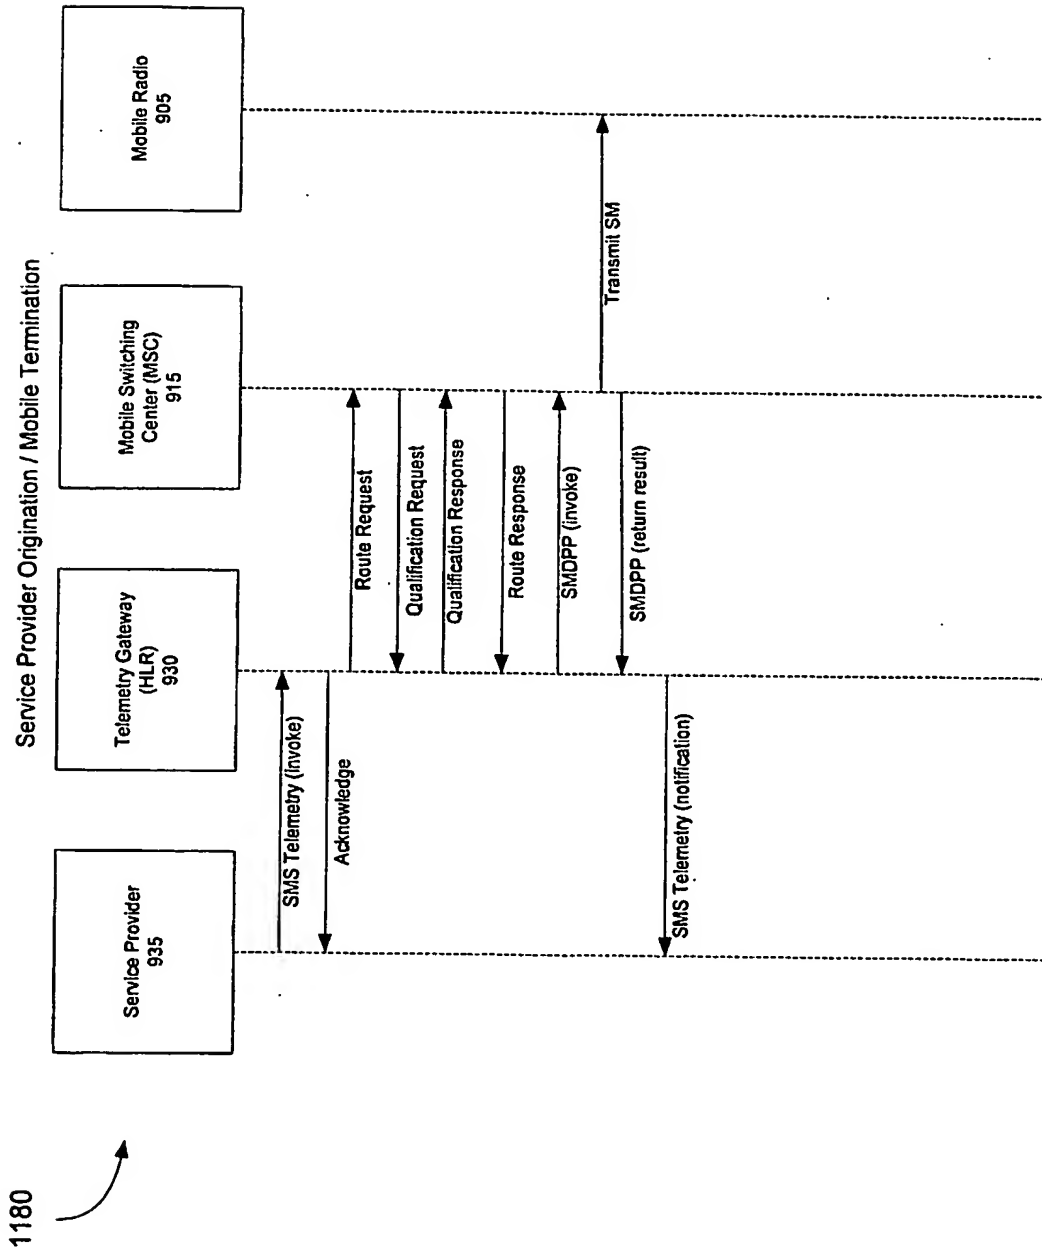 1180
Service Provider Origination / Mobile Termination
Service Provider
935
Telemetry Gateway
(HLR)
930
Mobile Switching
Center (MSC)
915
Mobile Radio
905
SMS Telemetry (invoke)
Acknowledge
Route Request
Qualification Request
Qualification Response
Route Response
SMDPP (invoke)
Transmit SM
SMDPP (return result)
SMS Telemetry (notification)